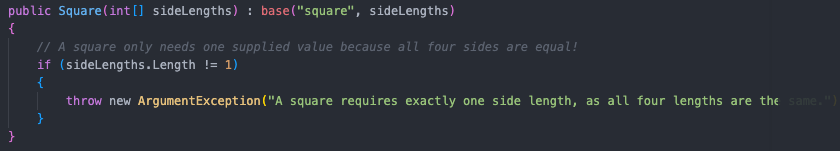 public Square(int[] sideLengths) : base("square", sideLengths)
{
// A square only needs one supplied value because all four sides are equal!
if (sideLengths.Length != 1)
{
throw new ArgumentException("A square requires exactly one side length, as all four lengths are the same.")
}
}